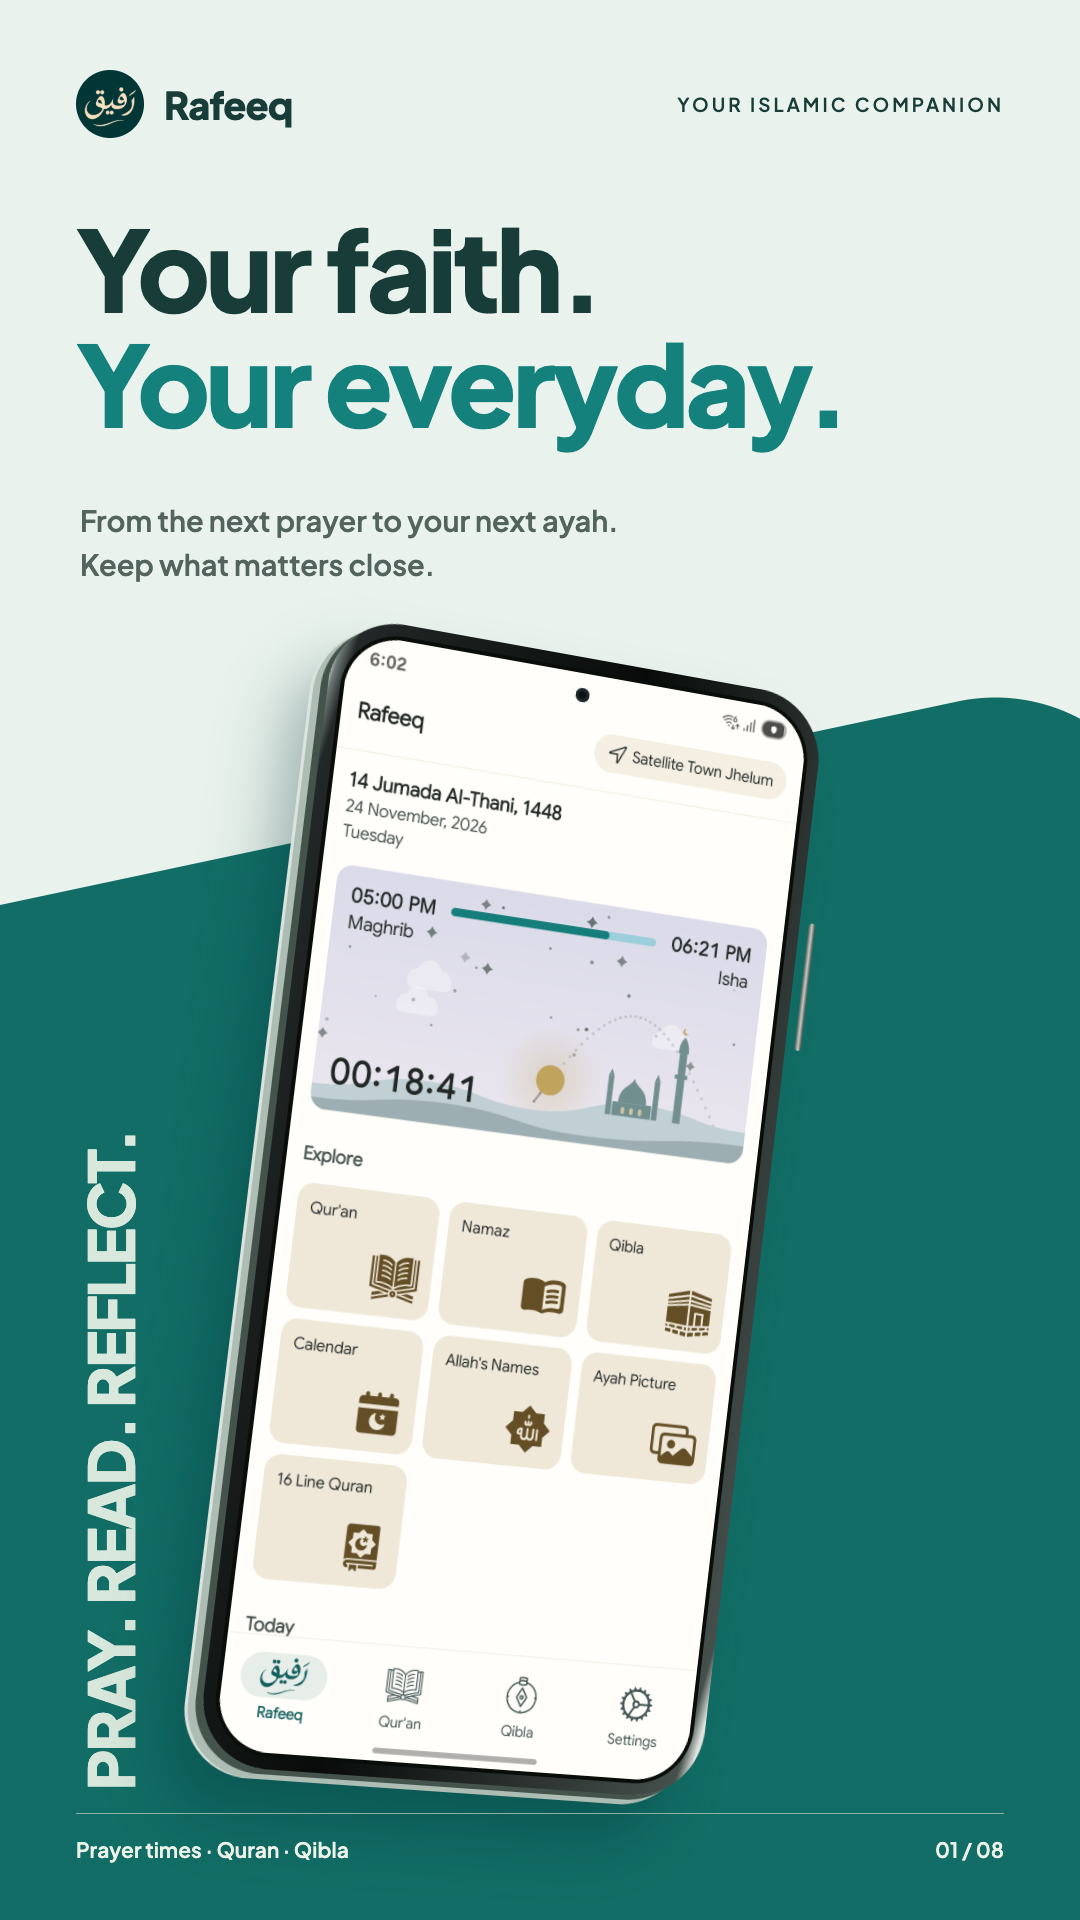 رفيق
Rafeeq
YOUR ISLAMIC COMPANION
Your faith.
Your everyday.
From the next prayer to your next ayah.
Keep what matters close.
6:02
Rafeeq
Satellite Town Jhelum
14 Jumada Al-Thani, 1448
24 November, 2026
Tuesday
05:00 PM
Maghrib
06:21 PM
Isha
00:18:41
Explore
Qur'an
Namaz
Qibla
Calendar
Allah's Names
الله
Ayah Picture
16 Line Quran
Today
رفيق
Rafeeq
Qur'an
Qibla
Settings
PRAY. READ. REFLECT.
Prayer times · Quran · Qibla
01 / 08